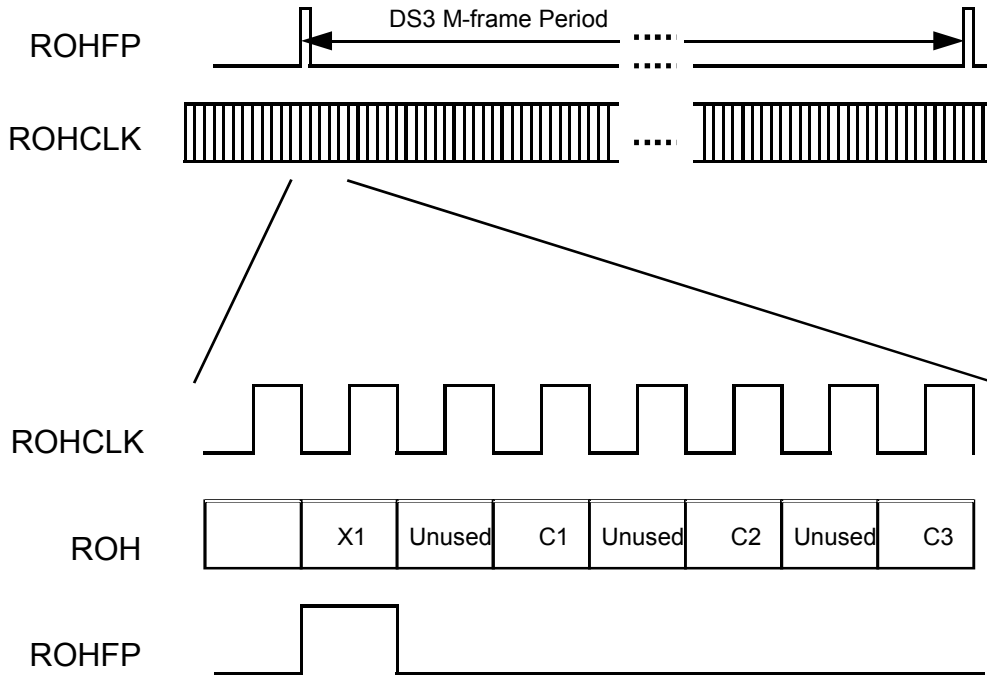 DS3 M-frame Period
ROHFP
ROHCLK
ROHCLK
ROH
X1 Unused C1 Unused C2 Unused C3
ROHFP